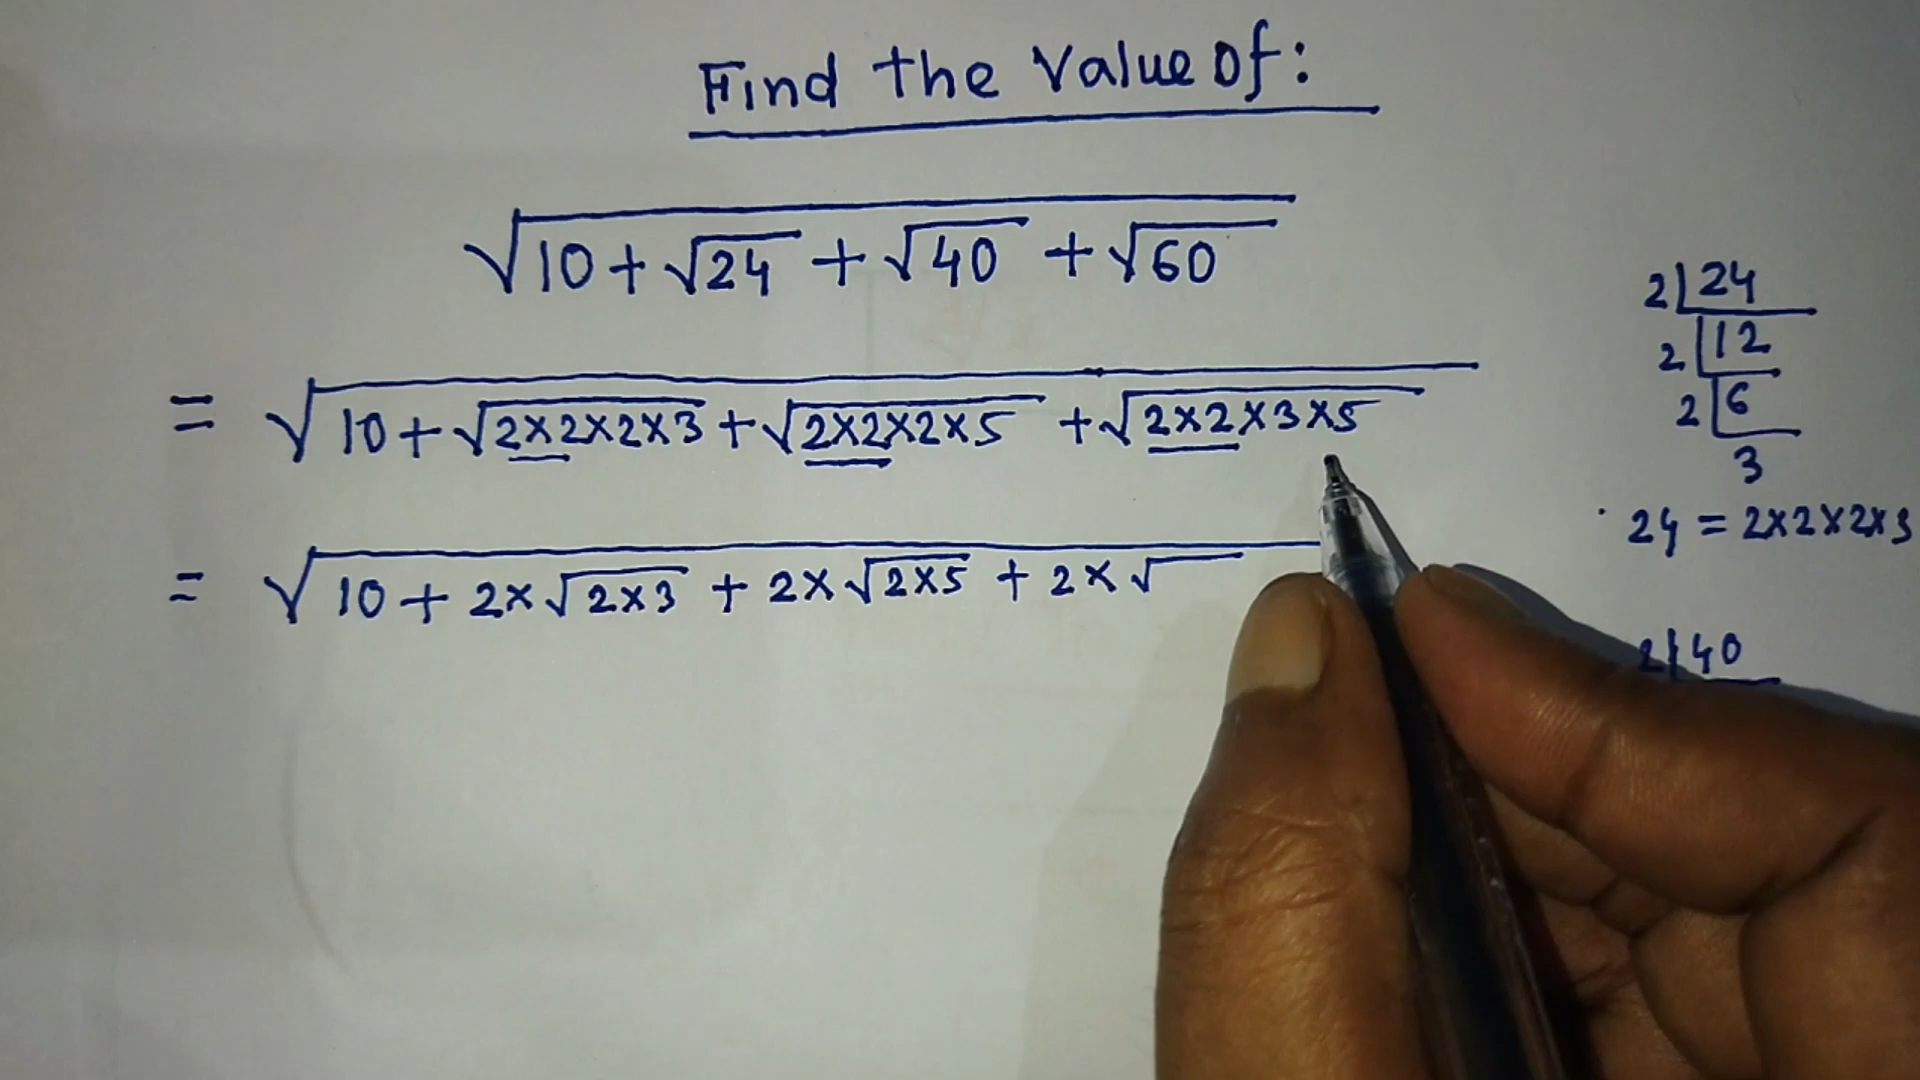 Find the Value of:
√(10 + √24 + √40 + √60)
= √(10 + √(2×2×2×3) + √(2×2×2×5) + √(2×2×3×5))
= √(10 + 2×√(2×3) + 2×√(2×5) + 2×√
2|24
2|12
2|6
3
24 = 2×2×2×3
2|40